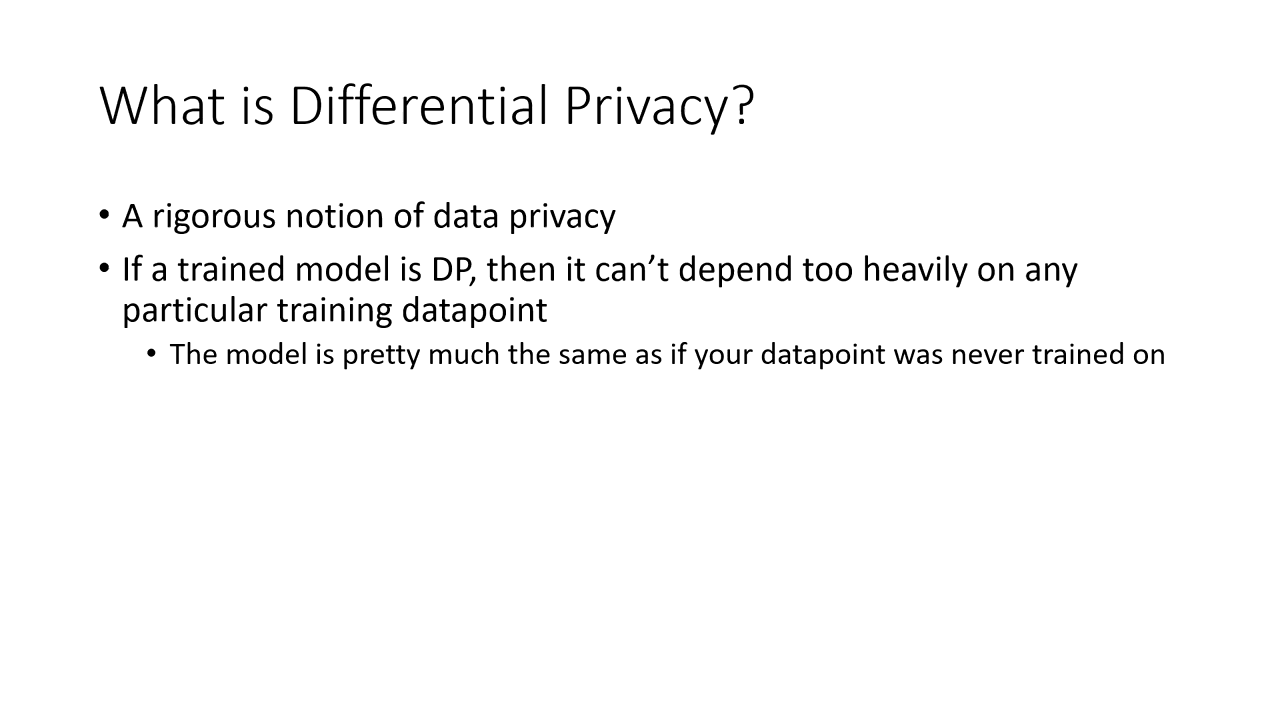 What is Differential Privacy?
• A rigorous notion of data privacy
• If a trained model is DP, then it can’t depend too heavily on any
particular training datapoint
• The model is pretty much the same as if your datapoint was never trained on